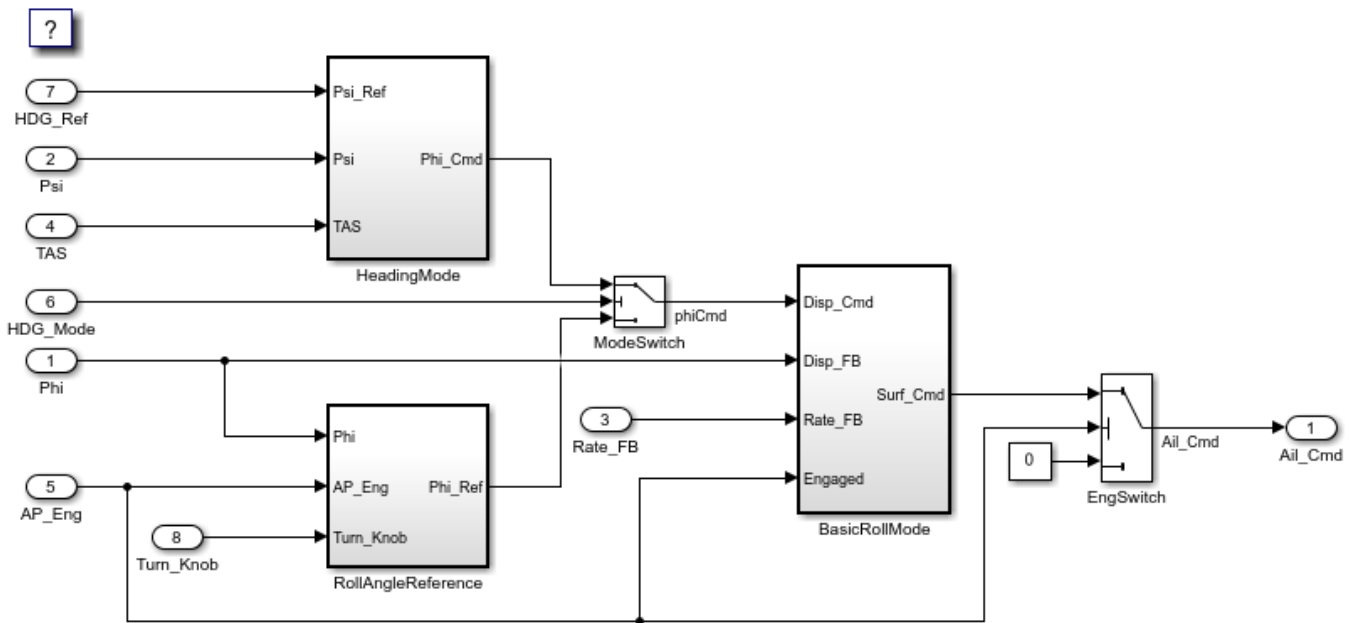 ?
7
HDG_Ref
Psi_Ref
2
Psi
Psi
Phi_Cmd
4
TAS
TAS
HeadingMode
6
HDG_Mode
phiCmd
ModeSwitch
Disp_Cmd
1
Phi
Disp_FB
Surf_Cmd
3
Rate_FB
Rate_FB
Phi
5
AP_Eng
AP_Eng
Phi_Ref
Engaged
8
Turn_Knob
Turn_Knob
RollAngleReference
BasicRollMode
0
EngSwitch
Ail_Cmd
1
Ail_Cmd